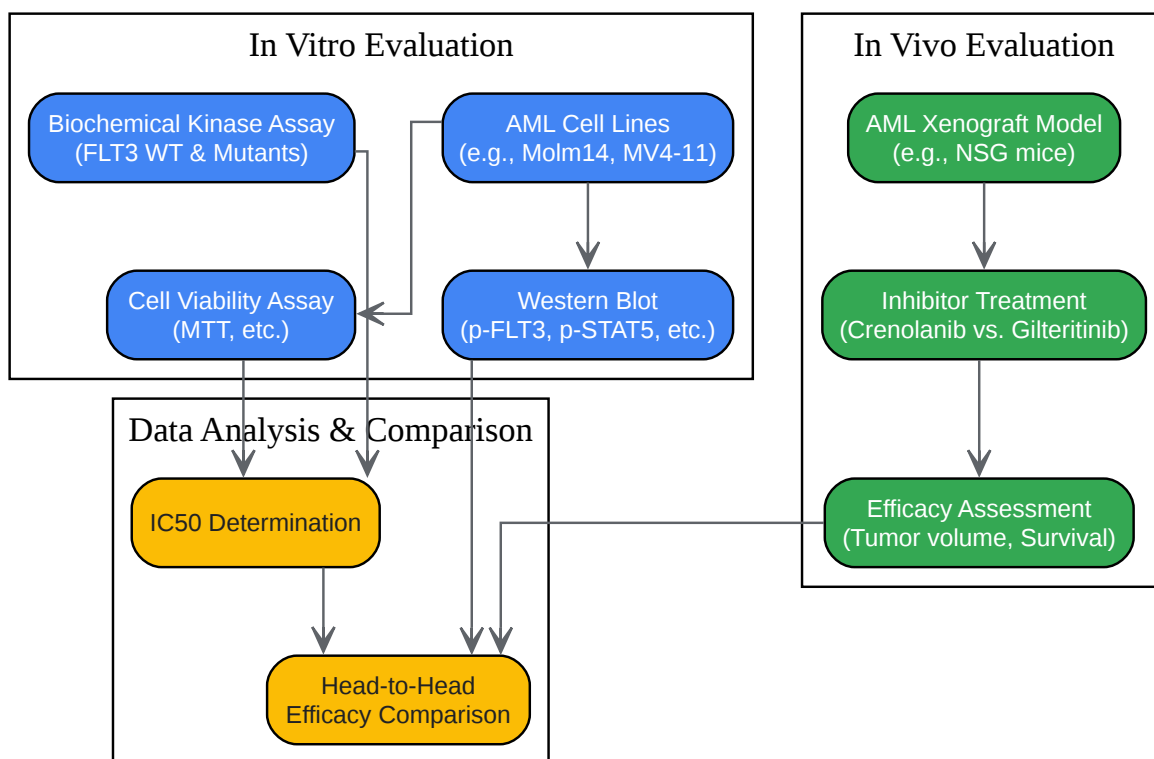 In Vitro Evaluation
Biochemical Kinase Assay
(FLT3 WT & Mutants)
AML Cell Lines
(e.g., Molm14, MV4-11)
Cell Viability Assay
(MTT, etc.)
Western Blot
(p-FLT3, p-STAT5, etc.)
In Vivo Evaluation
AML Xenograft Model
(e.g., NSG mice)
Inhibitor Treatment
(Crenolanib vs. Gilteritinib)
Efficacy Assessment
(Tumor volume, Survival)
Data Analysis & Comparison
IC50 Determination
Head-to-Head
Efficacy Comparison